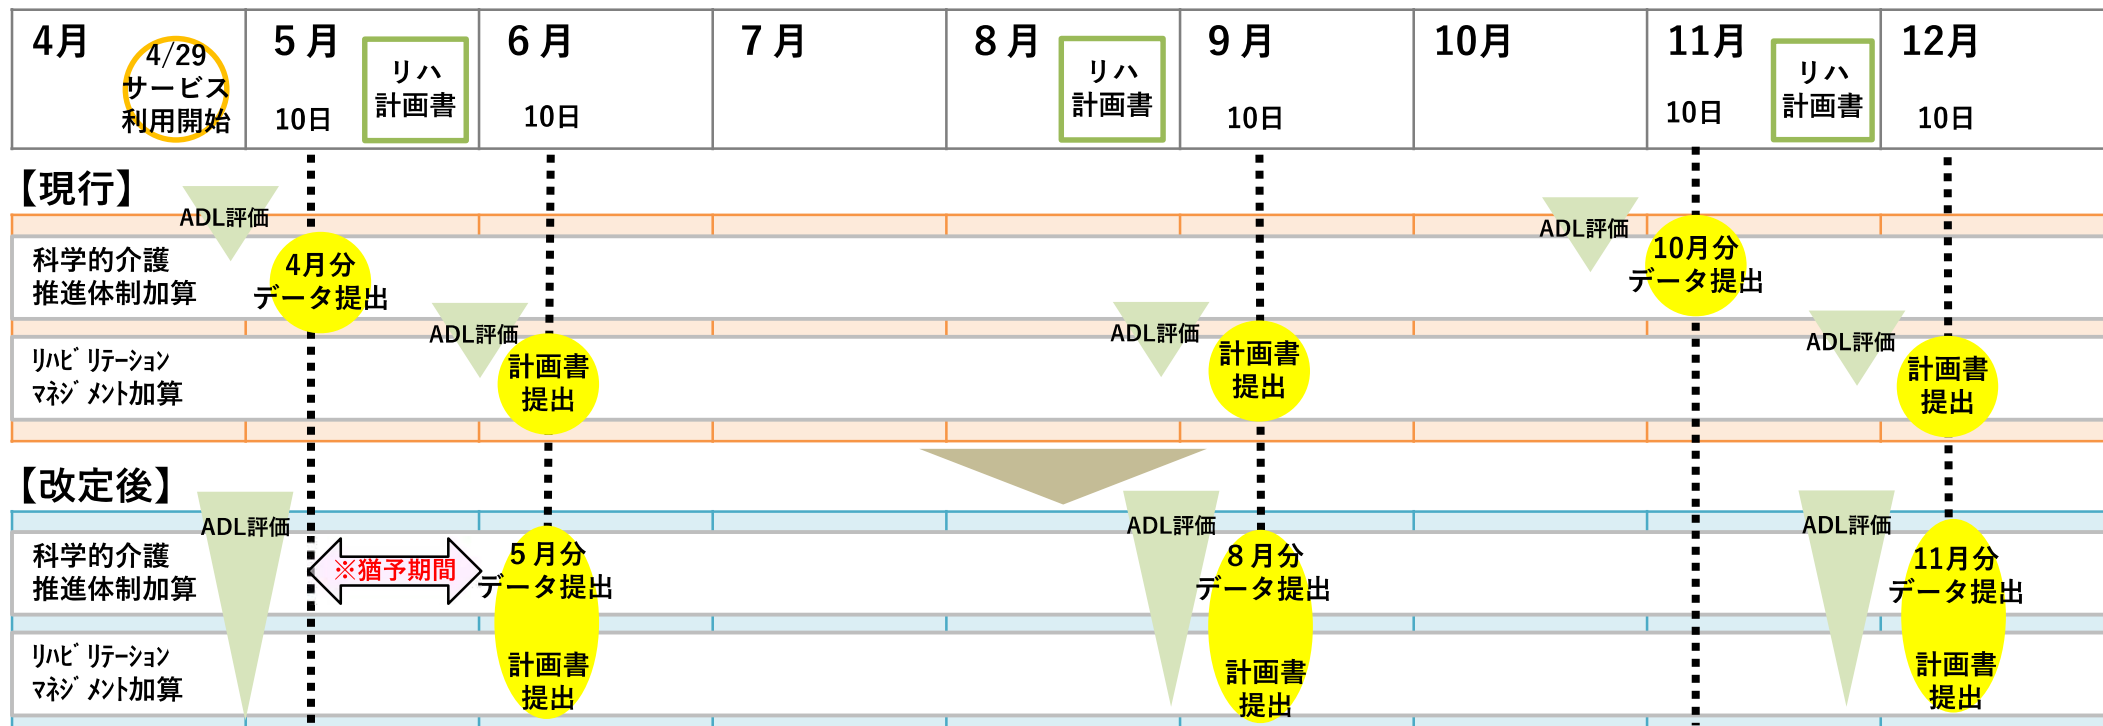 4月
4/29
サービス
利用開始
5月
10日
リハ
計画書
6月
10日
7月
8月
リハ
計画書
9月
10日
10月
11月
10日
リハ
計画書
12月
10日
【現行】
ADL評価
ADL評価
科学的介護
推進体制加算
4月分
データ提出
10月分
データ提出
ADL評価
ADL評価
ADL評価
ﾘﾊﾋﾞﾘﾃｰｼｮﾝ
ﾏﾈｼﾞﾒﾝﾄ加算
計画書
提出
計画書
提出
計画書
提出
【改定後】
ADL評価
ADL評価
ADL評価
科学的介護
推進体制加算
※猶予期間
5月分
データ提出
8月分
データ提出
11月分
データ提出
ﾘﾊﾋﾞﾘﾃｰｼｮﾝ
ﾏﾈｼﾞﾒﾝﾄ加算
計画書
提出
計画書
提出
計画書
提出